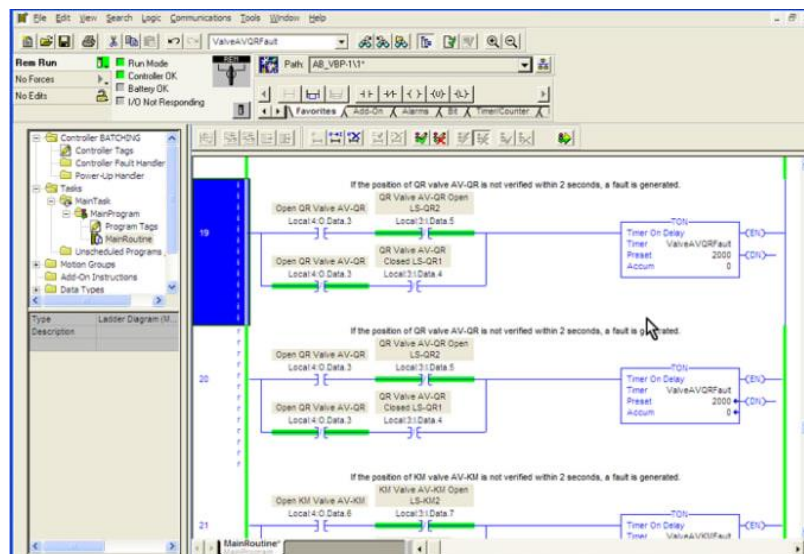 File Edit View Search Logic Communications Tools Window Help
ValveAVQRFault
Rem Run
Run Mode
No Forces
Controller OK
Battery OK
No Edits
I/O Not Responding
REM
Path: AB_VBP-1\1*
Favorites Add-On Alarms Bit Timer/Counter
Controller BATCHING
Controller Tags
Controller Fault Handler
Power-Up Handler
Tasks
MainTask
MainProgram
Program Tags
MainRoutine
Unscheduled Programs
Motion Groups
Add-On Instructions
Data Types
Type Ladder Diagram (M...
Description
If the position of QR valve AV-QR is not verified within 2 seconds, a fault is generated.
QR Valve AV-QR Open
Open QR Valve AV-QR LS-QR2
Local:4:O.Data.3 Local:3:I.Data.5
19
TON
Timer On Delay
Timer ValveAVQRFault
Preset 2000
Accum 0
(EN)
(DN)
QR Valve AV-QR
Open QR Valve AV-QR Closed LS-QR1
Local:4:O.Data.3 Local:3:I.Data.4
If the position of QR valve AV-QR is not verified within 2 seconds, a fault is generated.
QR Valve AV-QR Open
Open QR Valve AV-QR LS-QR2
Local:4:O.Data.3 Local:3:I.Data.5
20
TON
Timer On Delay
Timer ValveAVQRFault
Preset 2000
Accum 0
(EN)
(DN)
QR Valve AV-QR
Open QR Valve AV-QR Closed LS-QR1
Local:4:O.Data.3 Local:3:I.Data.4
If the position of KM valve AV-KM is not verified within 2 seconds, a fault is generated.
KM Valve AV-KM Open
Open KM Valve AV-KM LS-KM2
Local:4:O.Data.6 Local:3:I.Data.7
21
TON
Timer On Delay
Timer ValveAVKMFault
(EN)
MainRoutine*